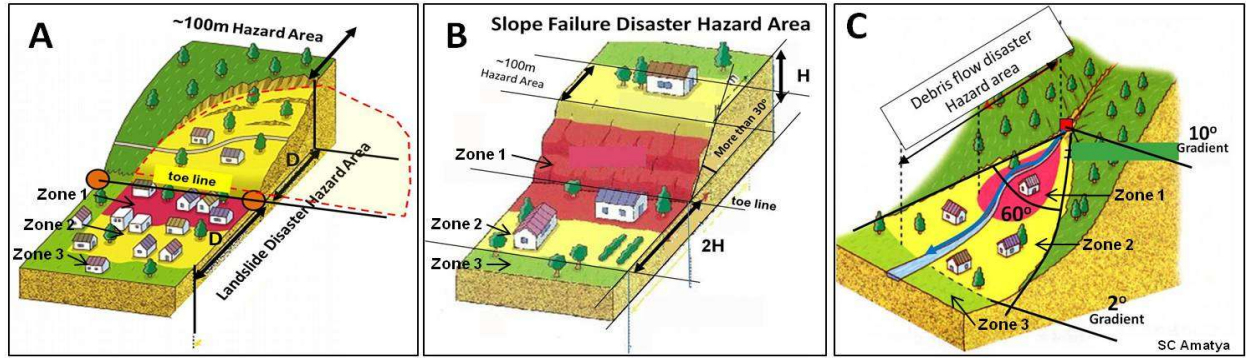 A
~100m Hazard Area
D
toe line
Zone 1
Zone 2
D
Zone 3
Landslide Disaster Hazard Area
B
Slope Failure Disaster Hazard Area
~100m
Hazard Area
H
H
More than 30°
Zone 1
toe line
Zone 2
2H
Zone 3
C
Debris flow disaster
Hazard area
10°
Gradient
Zone 1
60°
Zone 2
2°
Gradient
Zone 3
SC Amatya